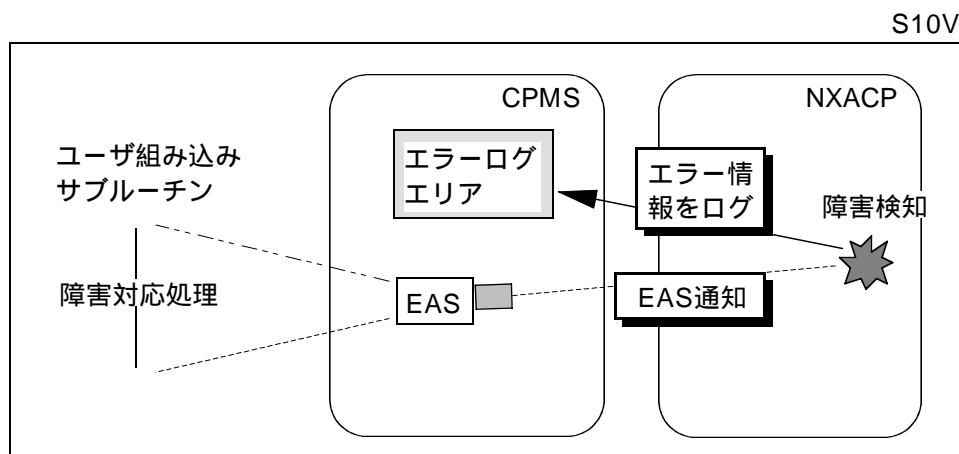 S10V
CPMS
NXACP
ユーザ組み込み
サブルーチン
エラーログ
エリア
エラー情
報をログ
障害検知
障害対応処理
EAS
EAS通知